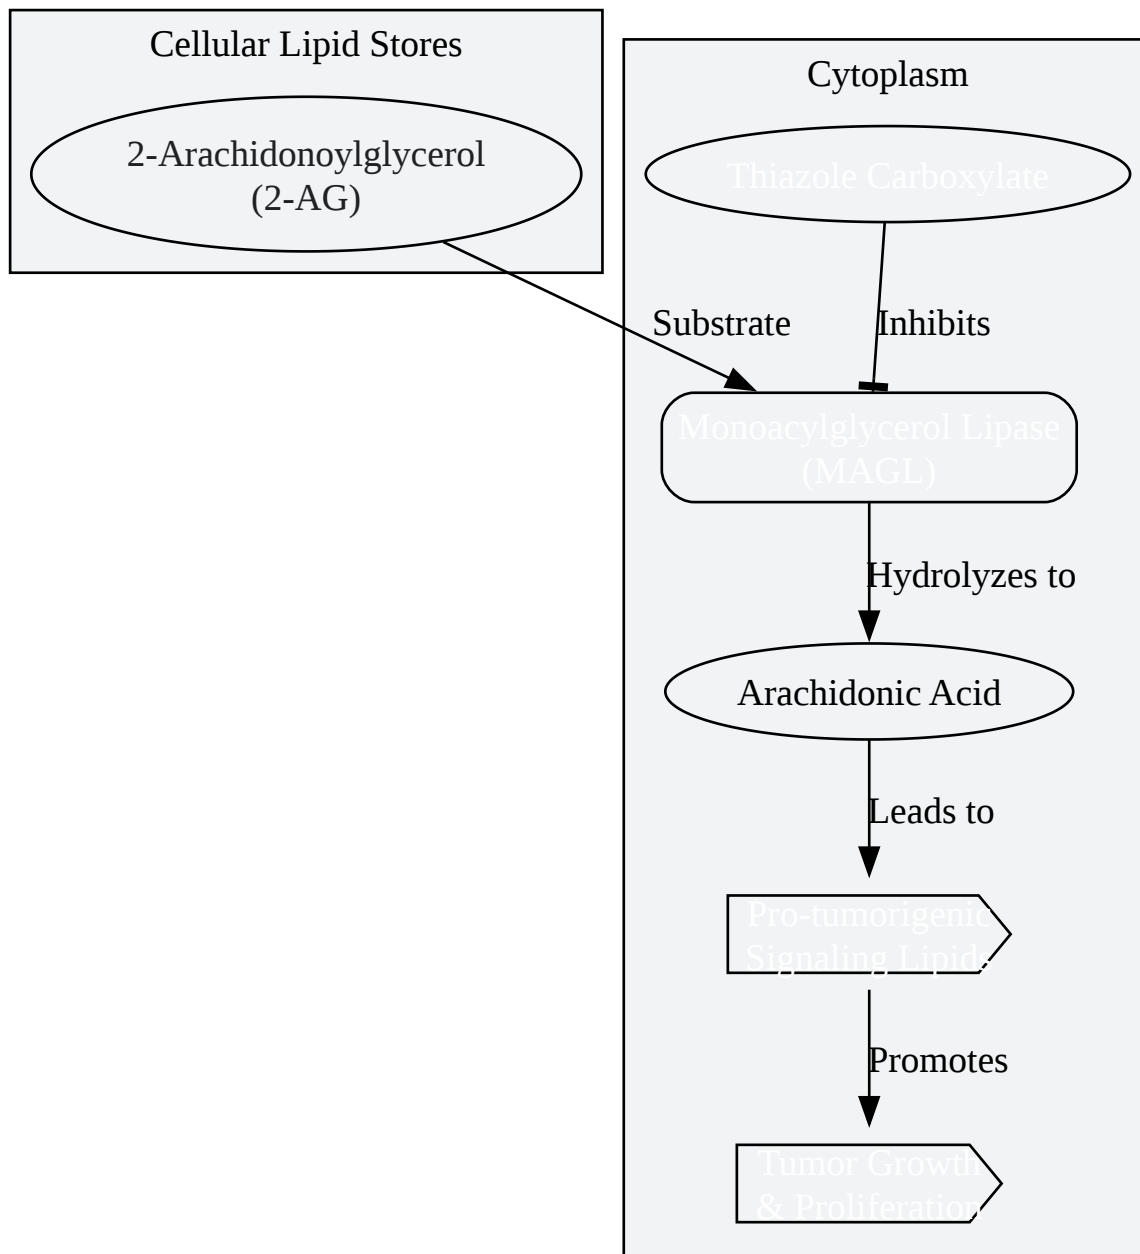 Cellular Lipid Stores
2-Arachidonoylglycerol
(2-AG)
Cytoplasm
Thiazole Carboxylate
Substrate
Inhibits
Monoacylglycerol Lipase
(MAGL)
Hydrolyzes to
Arachidonic Acid
Leads to
Pro-tumorigenic
Signaling Lipids
Promotes
Tumor Growth
& Proliferation